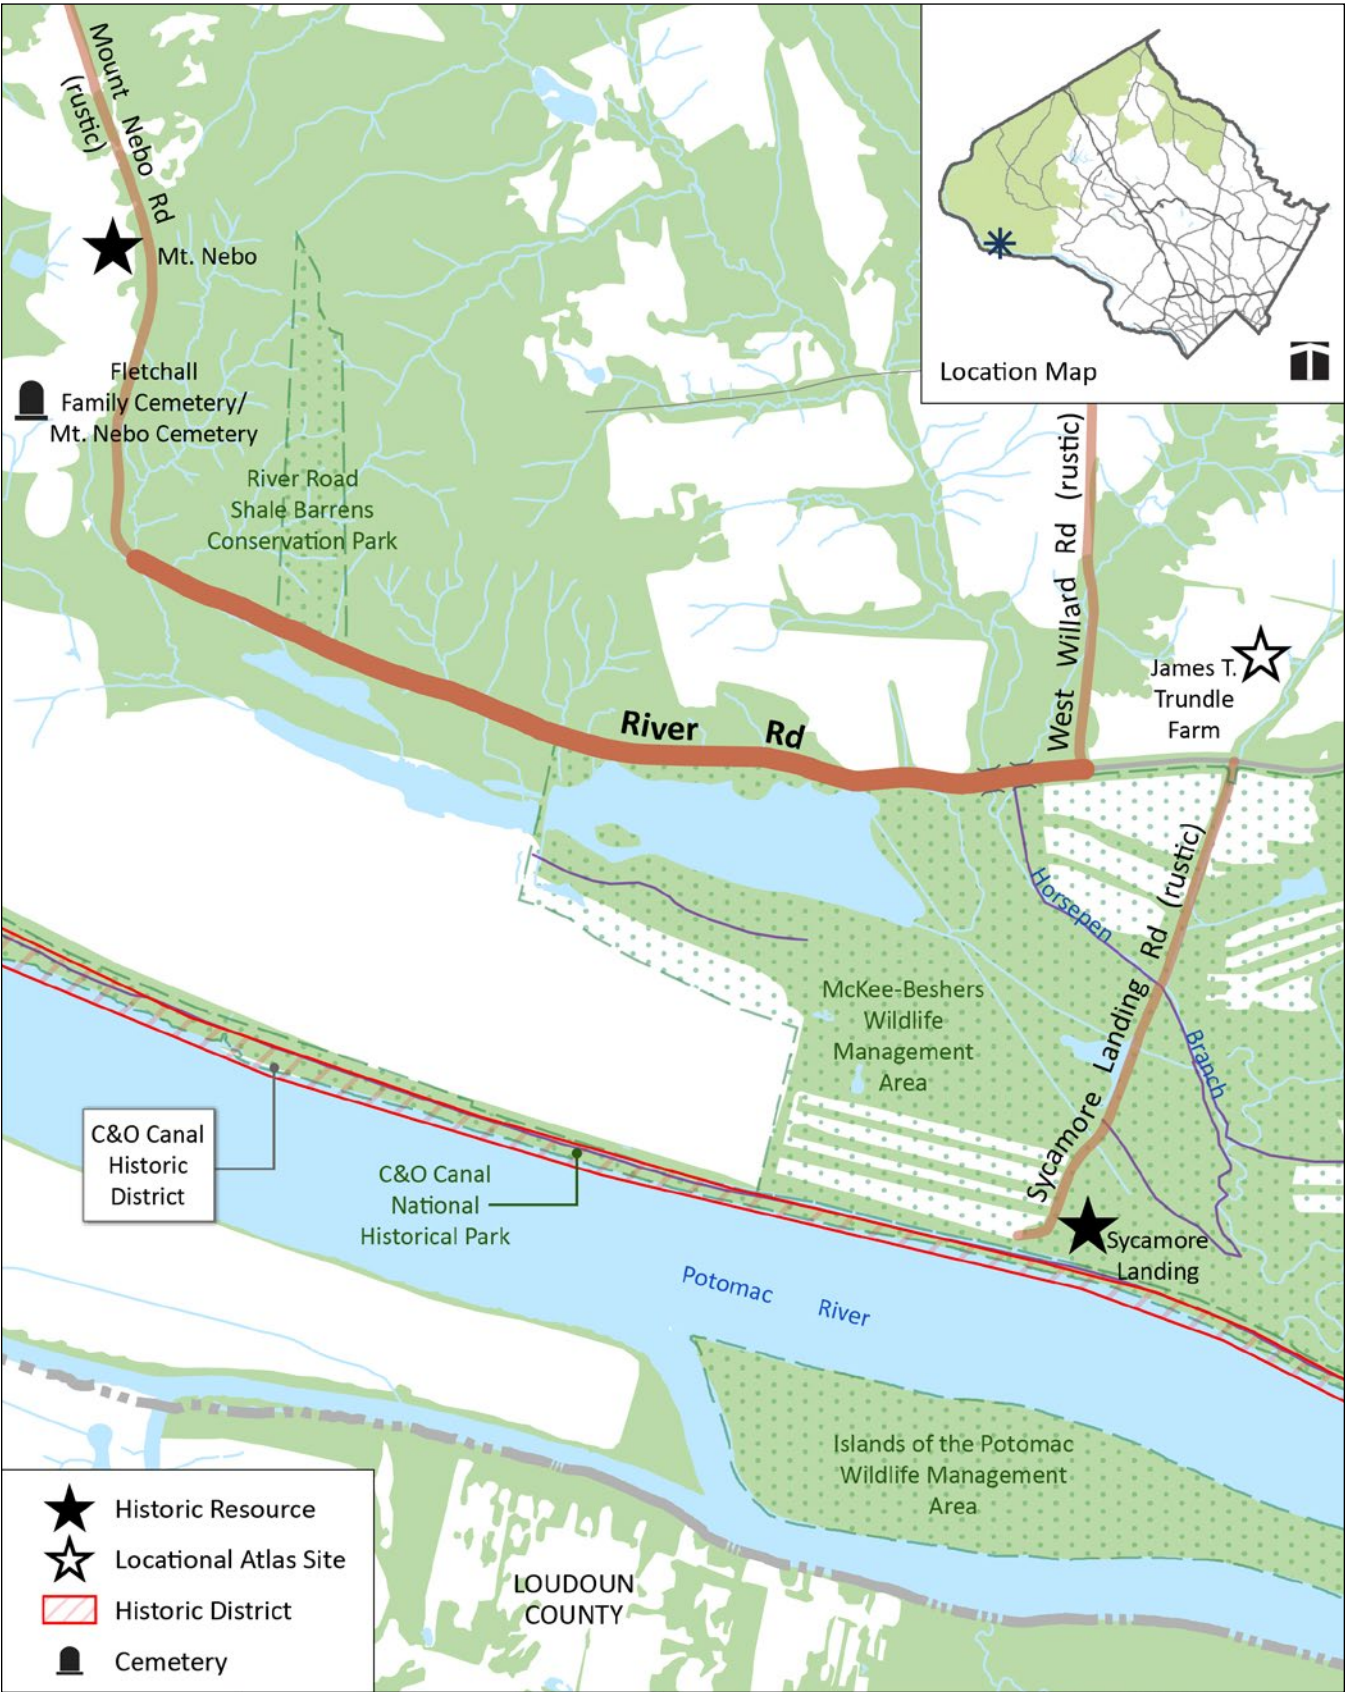 Mount Nebo Rd
(rustic)
Mt. Nebo
Location Map
Fletchall
Family Cemetery/
Mt. Nebo Cemetery
River Road
Shale Barrens
Conservation Park
West Willard Rd (rustic)
James T.
Trundle
Farm
River Rd
Sycamore Landing Rd (rustic)
Horsepen
Branch
McKee-Beshers
Wildlife
Management
Area
C&O Canal
Historic
District
C&O Canal
National
Historical Park
Sycamore
Landing
Potomac River
Islands of the Potomac
Wildlife Management
Area
LOUDOUN
COUNTY
Historic Resource
Locational Atlas Site
Historic District
Cemetery